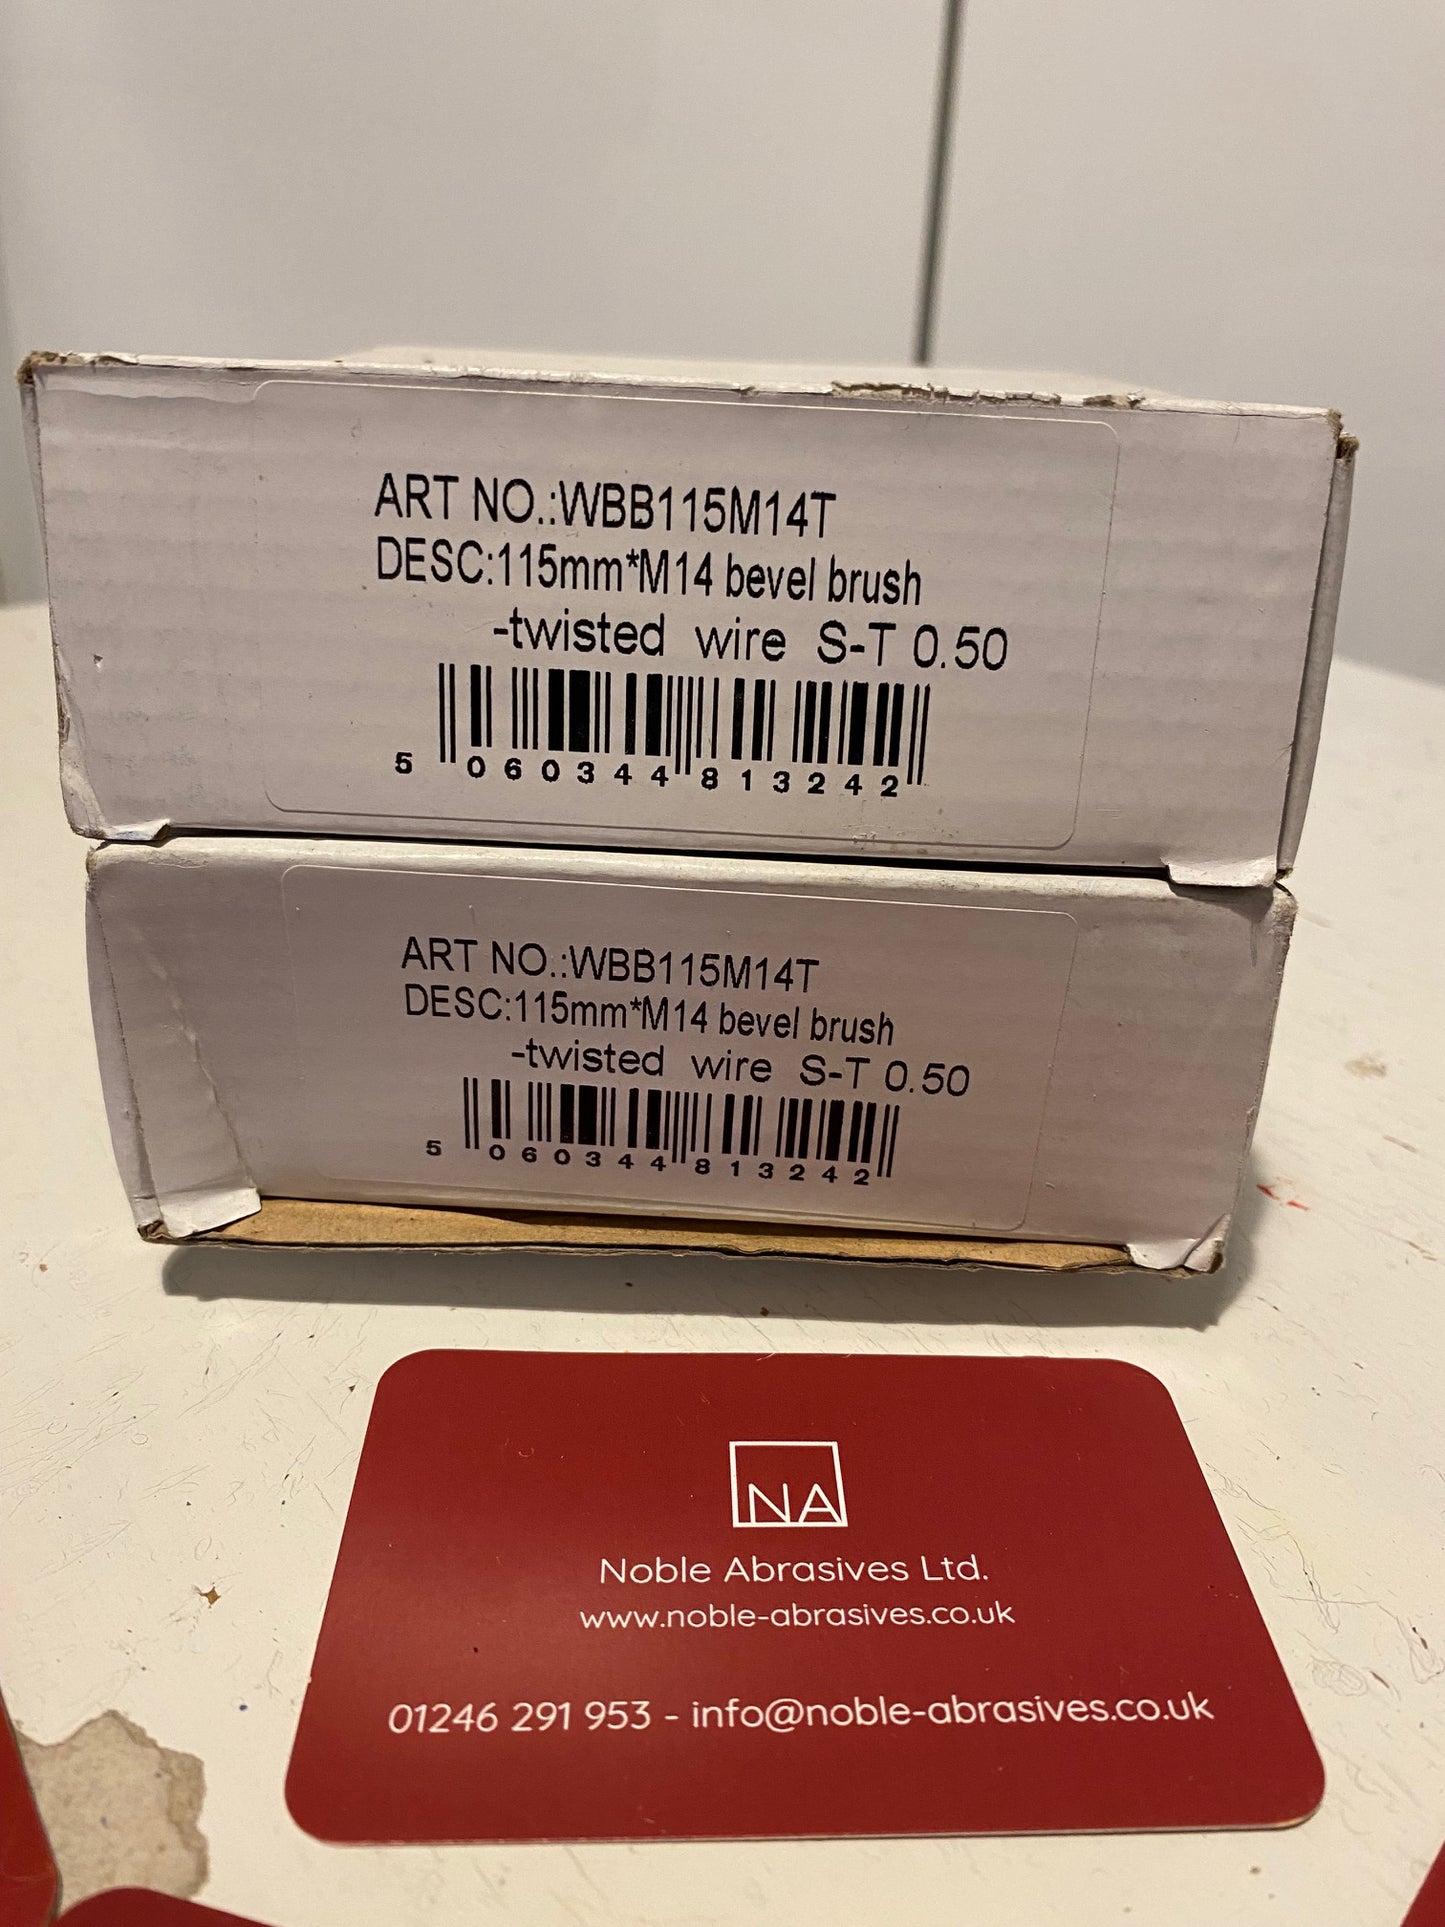 ART NO.:WBB115M14T
DESC:115mm*M14 bevel brush
-twisted wire S-T 0.50
5 060344 813242
ART NO.:WBB115M14T
DESC:115mm*M14 bevel brush
-twisted wire S-T 0.50
5 060344 813242
NA
Noble Abrasives Ltd.
www.noble-abrasives.co.uk
01246 291 953 - info@noble-abrasives.co.uk